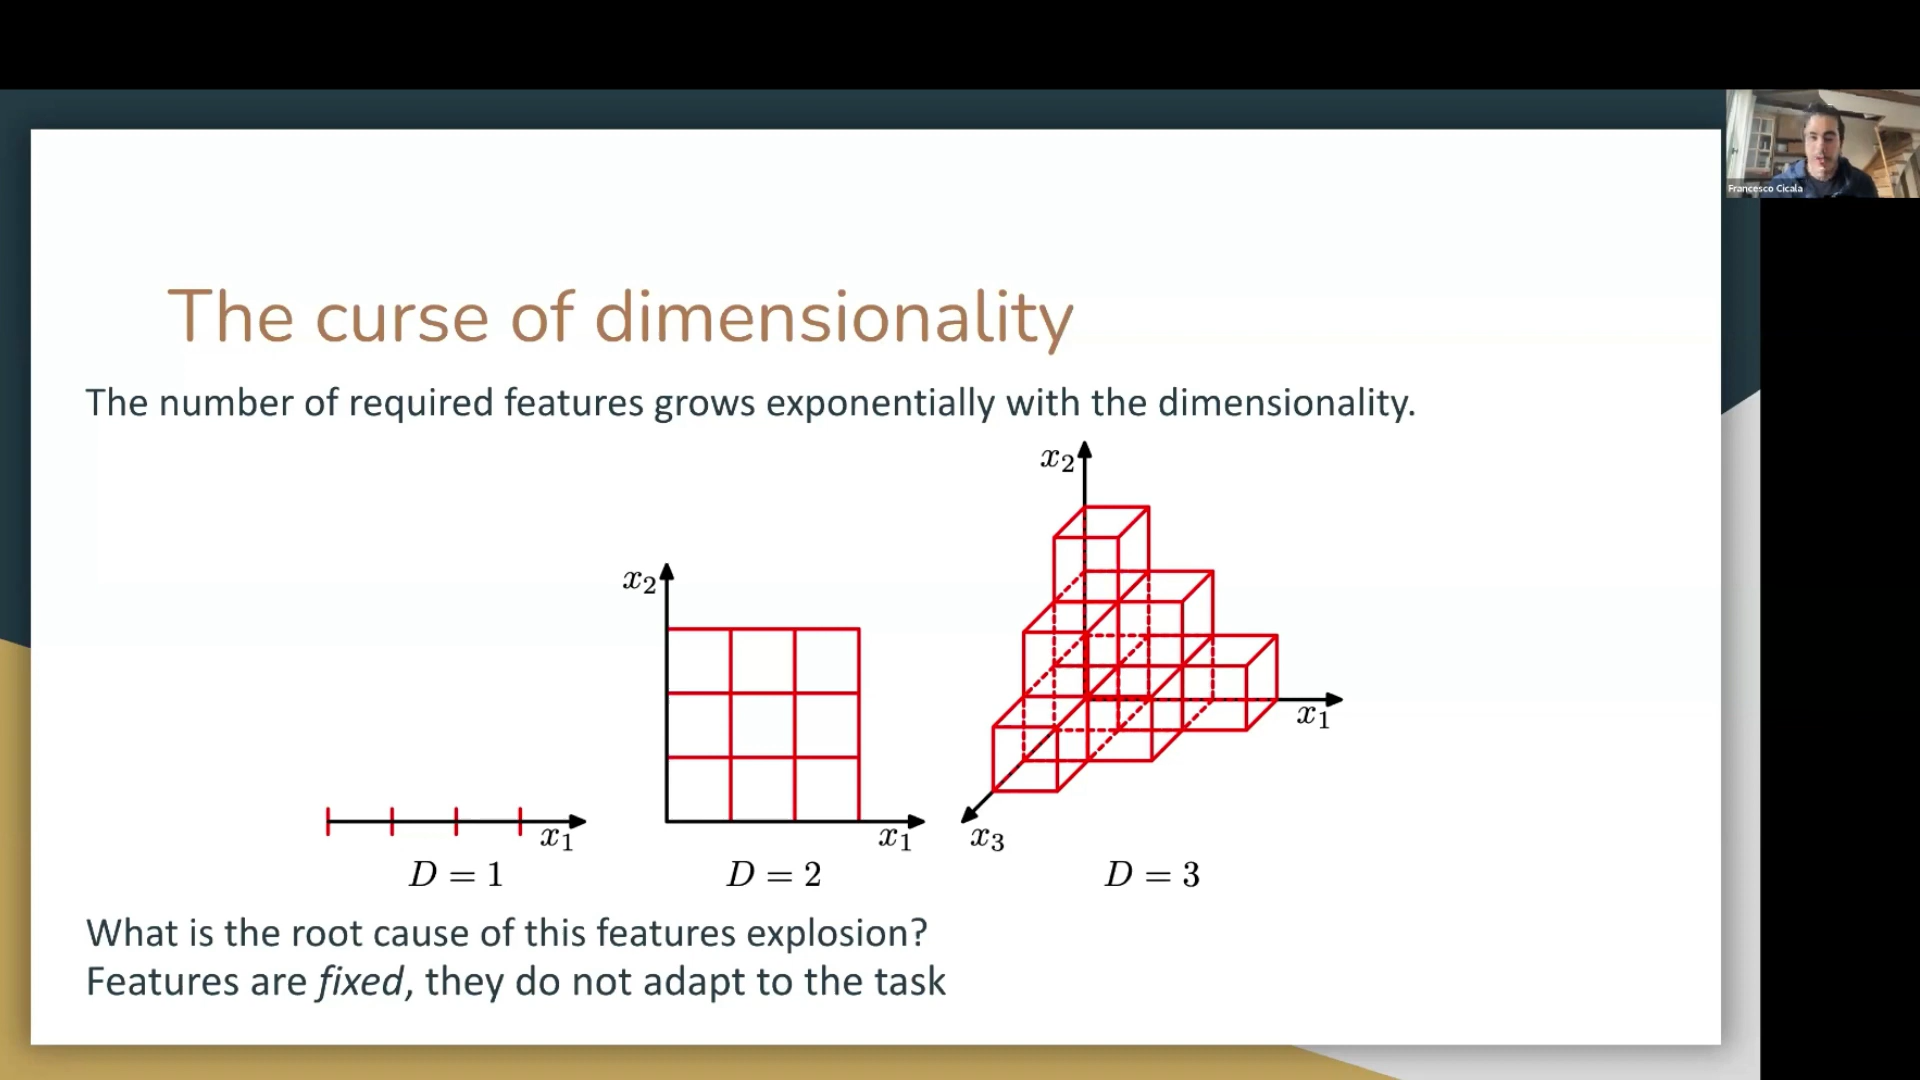 Francesco Cicala
The curse of dimensionality
The number of required features grows exponentially with the dimensionality.
x2
x2
x1
x1
x1
x3
D = 1
D = 2
D = 3
What is the root cause of this features explosion?
Features are fixed, they do not adapt to the task